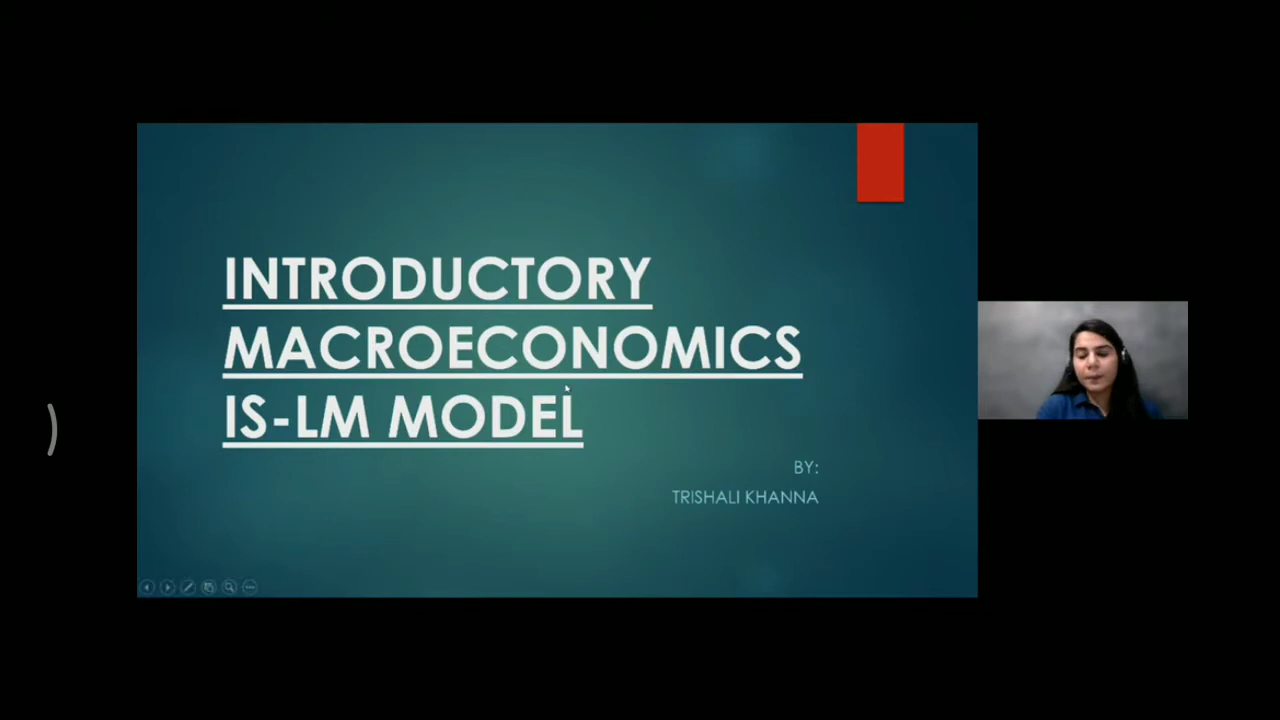 INTRODUCTORY
MACROECONOMICS
IS-LM MODEL
BY:
TRISHALI KHANNA